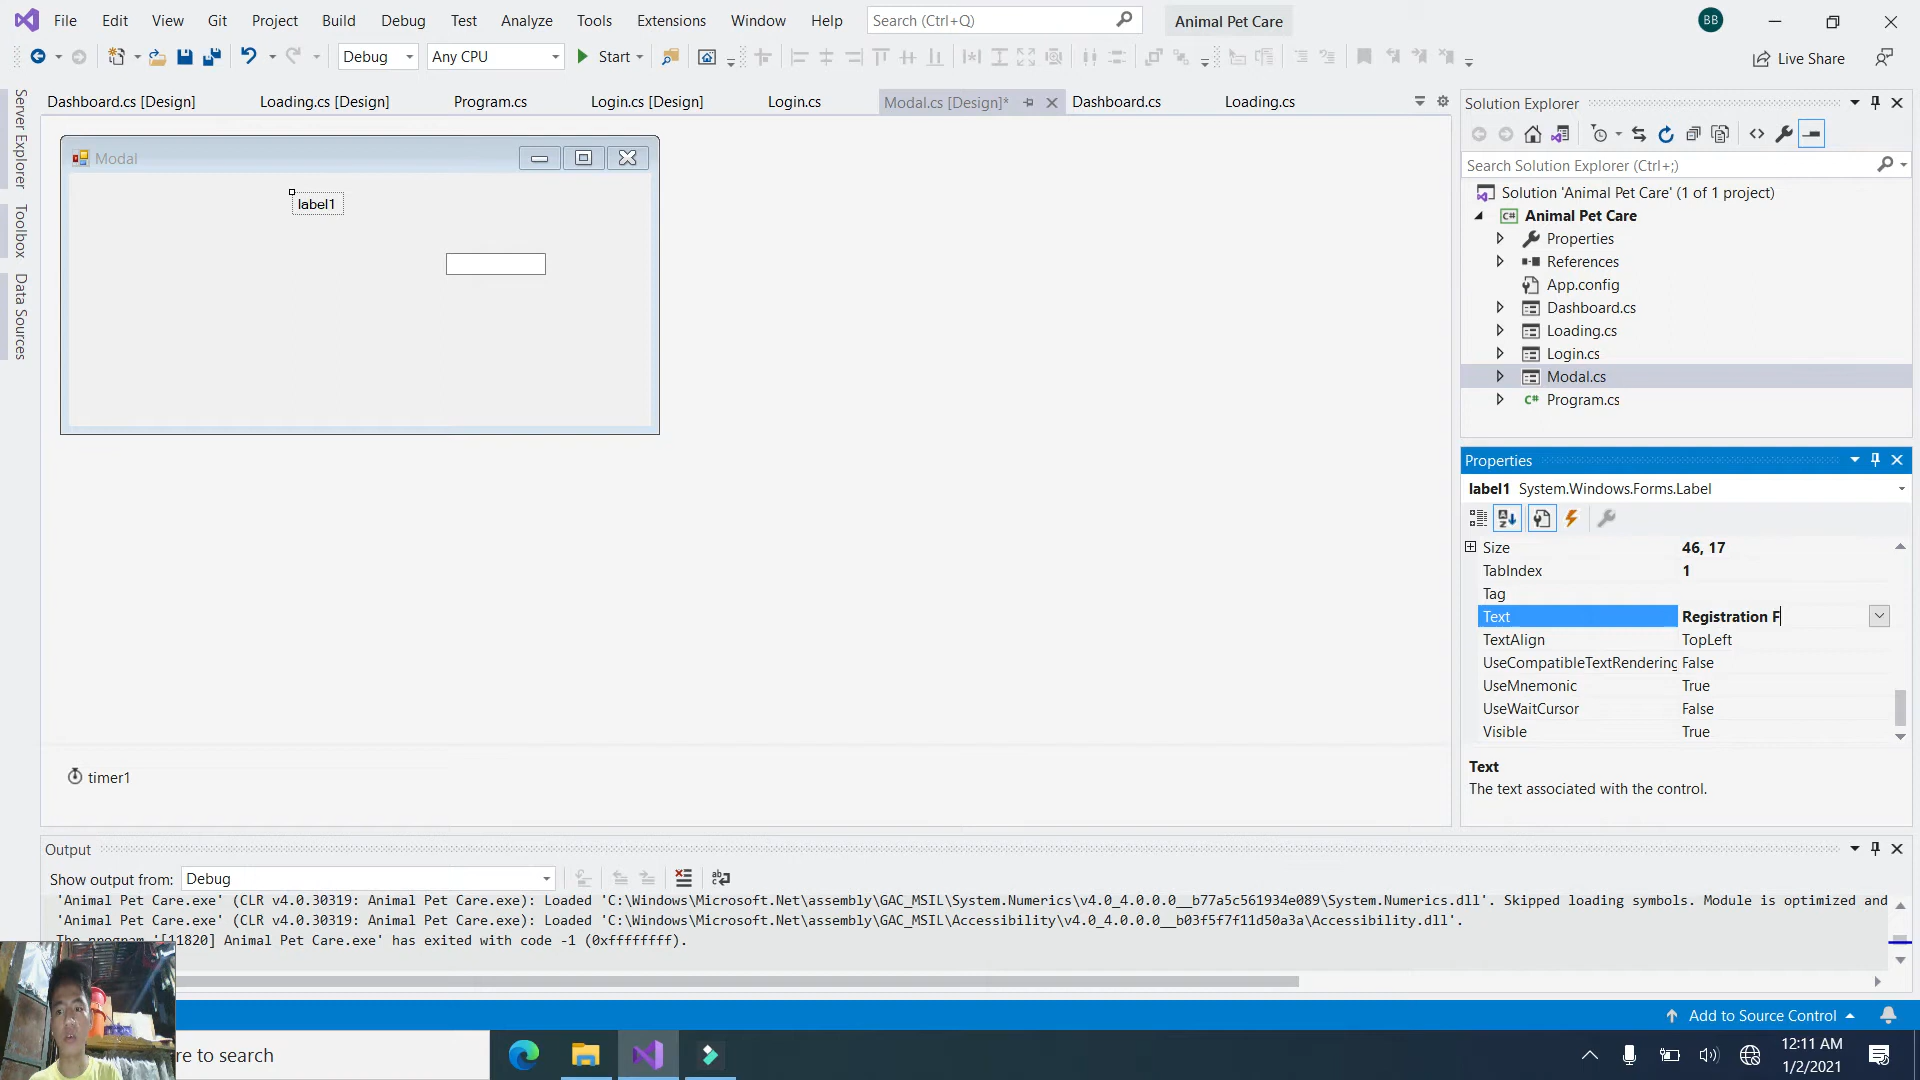 File Edit View Git Project Build Debug Test Analyze Tools Extensions Window Help Search (Ctrl+Q) Animal Pet Care BB
Debug Any CPU Start Live Share
Dashboard.cs [Design] Loading.cs [Design] Program.cs Login.cs [Design] Login.cs Modal.cs [Design]* Dashboard.cs Loading.cs
Server Explorer
Toolbox
Data Sources
Modal
label1
timer1
Solution Explorer
Search Solution Explorer (Ctrl+;)
Solution 'Animal Pet Care' (1 of 1 project)
C# Animal Pet Care
Properties
References
App.config
Dashboard.cs
Loading.cs
Login.cs
Modal.cs
C# Program.cs
Properties
label1 System.Windows.Forms.Label
Size 46, 17
TabIndex 1
Tag
Text Registration F
TextAlign TopLeft
UseCompatibleTextRendering False
UseMnemonic True
UseWaitCursor False
Visible True
Text
The text associated with the control.
Output
Show output from: Debug
'Animal Pet Care.exe' (CLR v4.0.30319: Animal Pet Care.exe): Loaded 'C:\Windows\Microsoft.Net\assembly\GAC_MSIL\System.Numerics\v4.0_4.0.0.0__b77a5c561934e089\System.Numerics.dll'. Skipped loading symbols. Module is optimized and
'Animal Pet Care.exe' (CLR v4.0.30319: Animal Pet Care.exe): Loaded 'C:\Windows\Microsoft.Net\assembly\GAC_MSIL\Accessibility\v4.0_4.0.0.0__b03f5f7f11d50a3a\Accessibility.dll'.
The program '[11820] Animal Pet Care.exe' has exited with code -1 (0xffffffff).
Add to Source Control
re to search
12:11 AM
1/2/2021